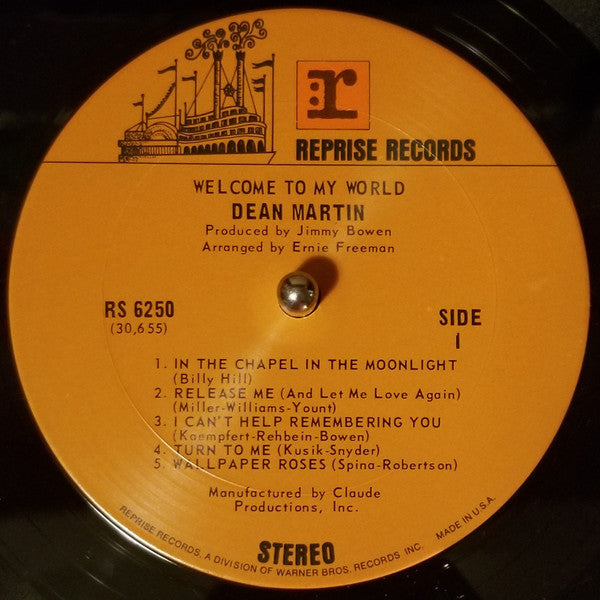 :r
REPRISE RECORDS
WELCOME TO MY WORLD
DEAN MARTIN
Produced by Jimmy Bowen
Arranged by Ernie Freeman
RS 6250
(30,655)
SIDE
1
1. IN THE CHAPEL IN THE MOONLIGHT
(Billy Hill)
2. RELEASE ME (And Let Me Love Again)
(Miller-Williams-Yount)
3. I CAN'T HELP REMEMBERING YOU
(Kaempfert-Rehbein-Bowen)
4. TURN TO ME (Kusik-Snyder)
5. WALLPAPER ROSES (Spina-Robertson)
Manufactured by Claude
Productions, Inc.
STEREO
REPRISE RECORDS, A DIVISION OF WARNER BROS. RECORDS, INC. MADE IN U.S.A.